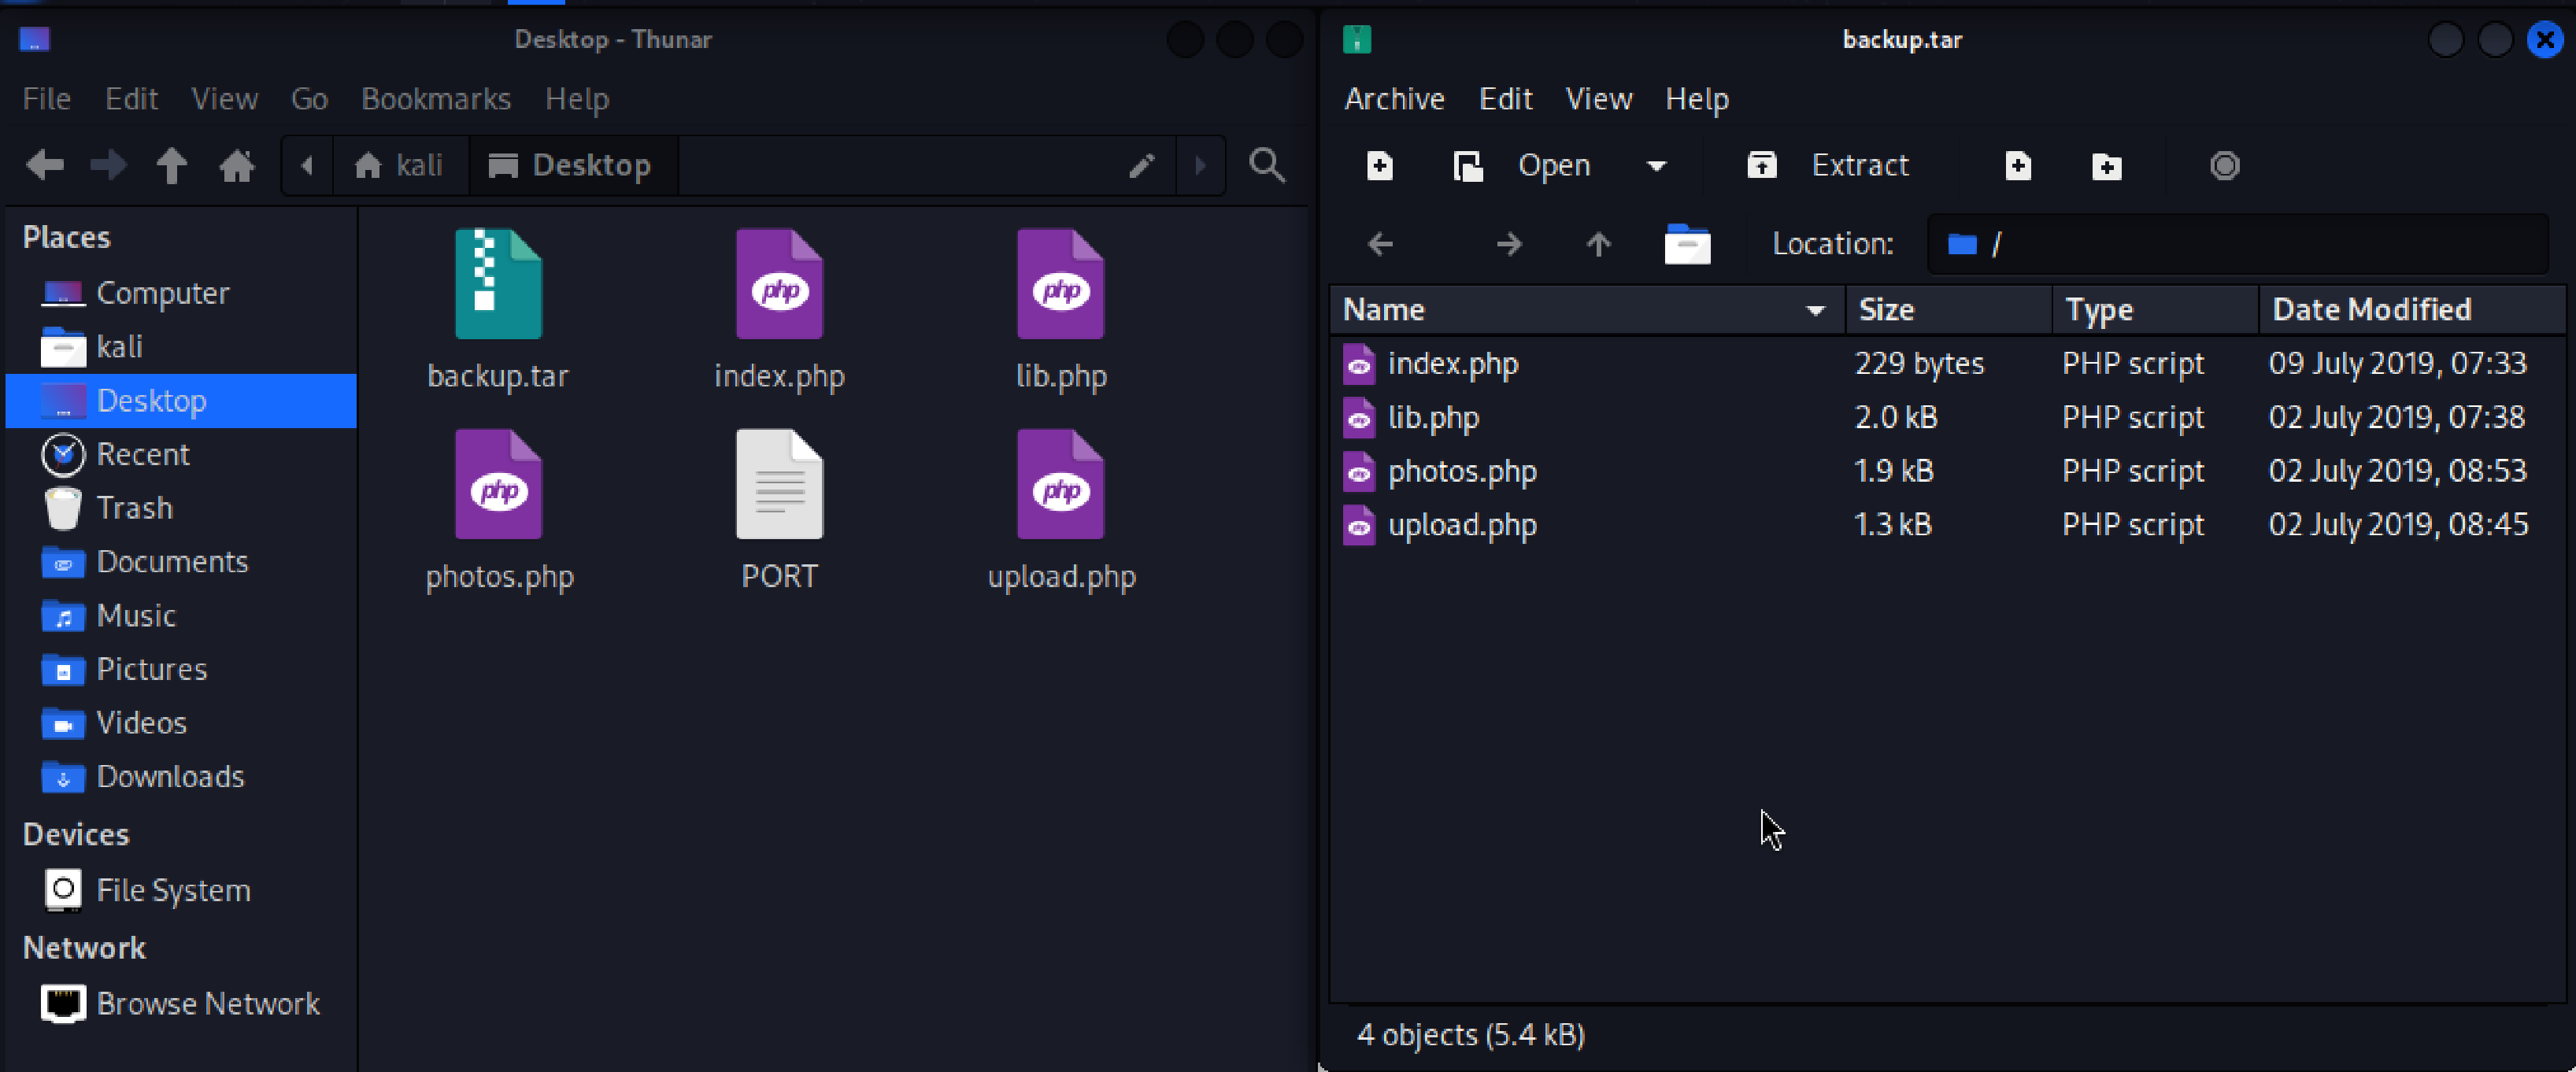 Desktop - Thunar
File Edit View Go Bookmarks Help
kali Desktop
Places
Computer
kali
Desktop
Recent
Trash
Documents
Music
Pictures
Videos
Downloads
Devices
File System
Network
Browse Network
php php
backup.tar index.php lib.php
php php
photos.php PORT upload.php
backup.tar
Archive Edit View Help
Open Extract
Location: /
Name Size Type Date Modified
index.php 229 bytes PHP script 09 July 2019, 07:33
lib.php 2.0 kB PHP script 02 July 2019, 07:38
photos.php 1.9 kB PHP script 02 July 2019, 08:53
upload.php 1.3 kB PHP script 02 July 2019, 08:45
4 objects (5.4 kB)